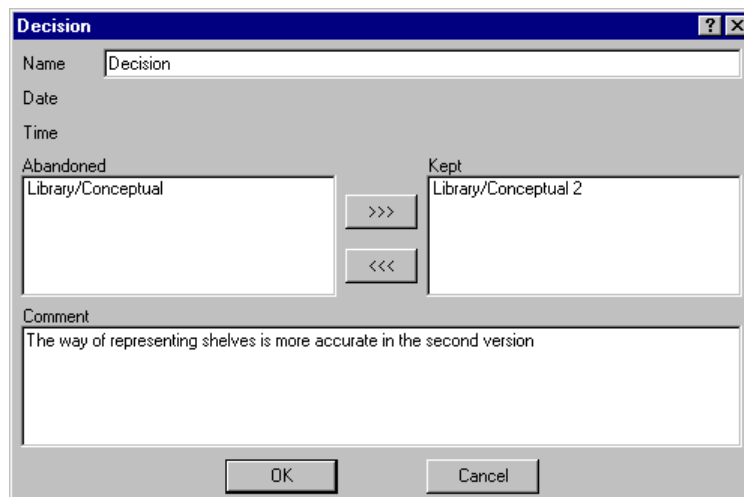 Decision
Name Decision
Date
Time
Abandoned Kept
Library/Conceptual Library/Conceptual 2
>>>
<<<
Comment
The way of representing shelves is more accurate in the second version
OK Cancel